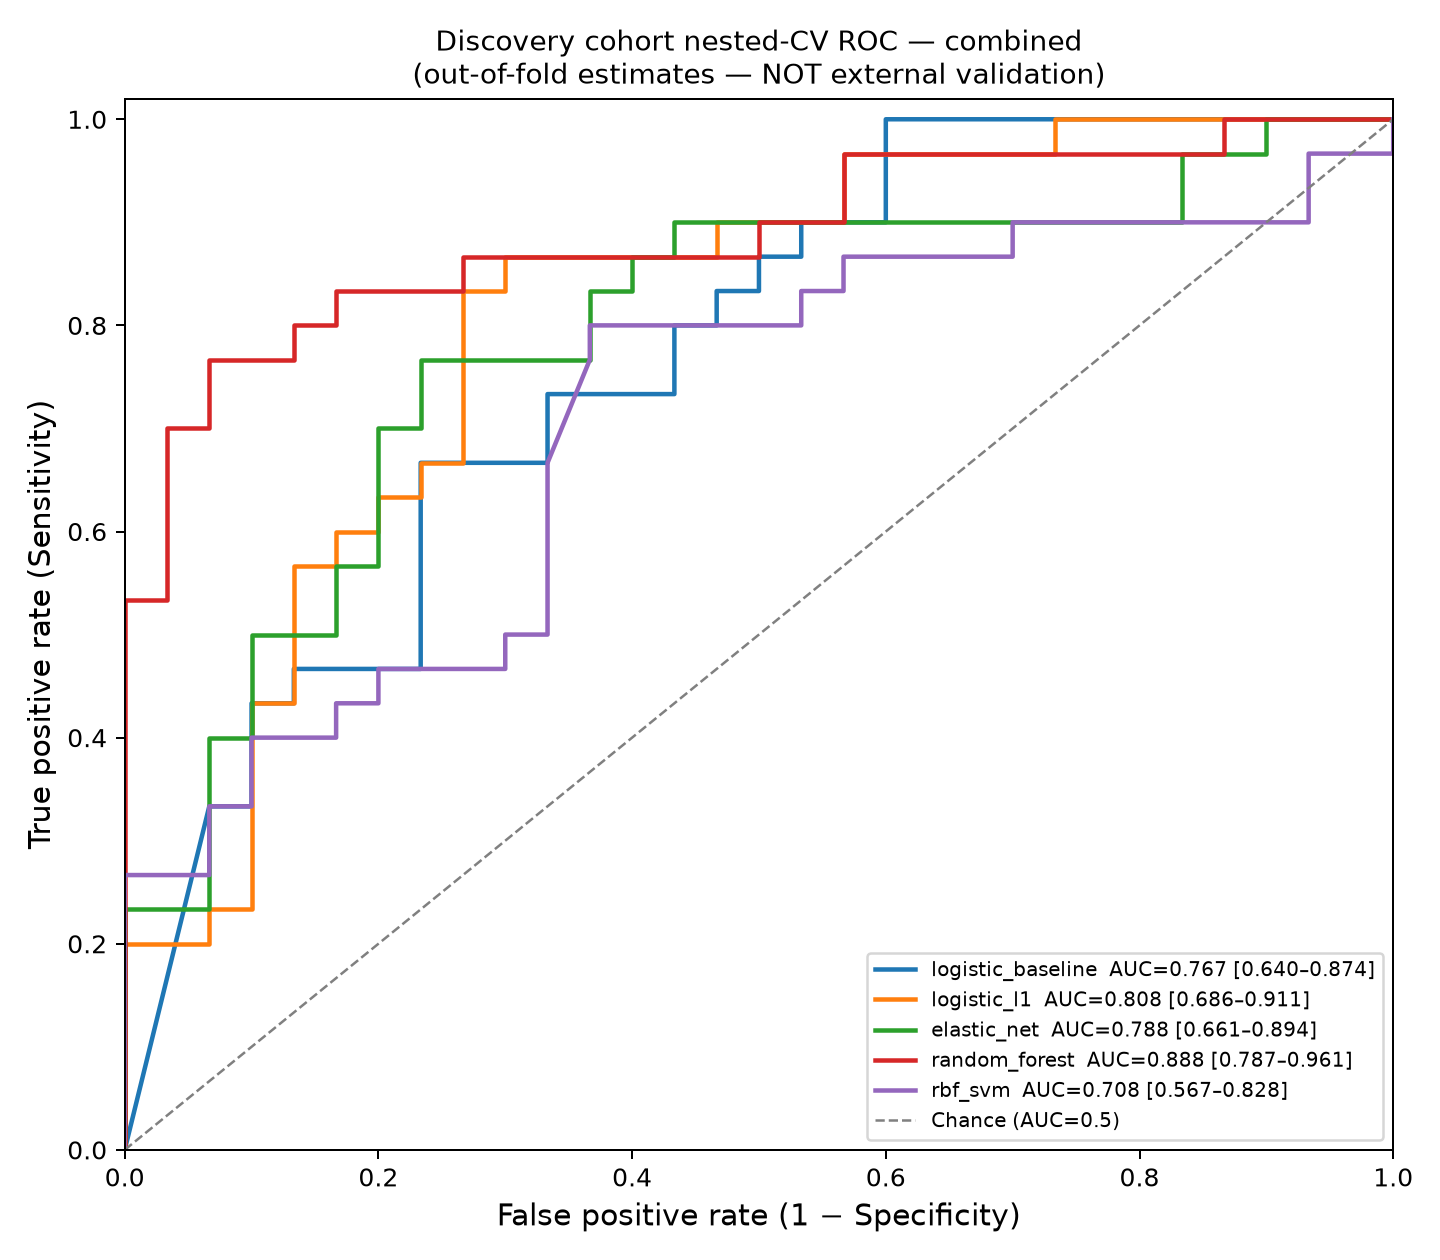 Discovery cohort nested-CV ROC — combined
(out-of-fold estimates — NOT external validation)
True positive rate (Sensitivity)
1.0
0.8
0.6
0.4
0.2
0.0
logistic_baseline AUC=0.767 [0.640–0.874]
logistic_l1 AUC=0.808 [0.686–0.911]
elastic_net AUC=0.788 [0.661–0.894]
random_forest AUC=0.888 [0.787–0.961]
rbf_svm AUC=0.708 [0.567–0.828]
Chance (AUC=0.5)
0.0 0.2 0.4 0.6 0.8 1.0
False positive rate (1 − Specificity)